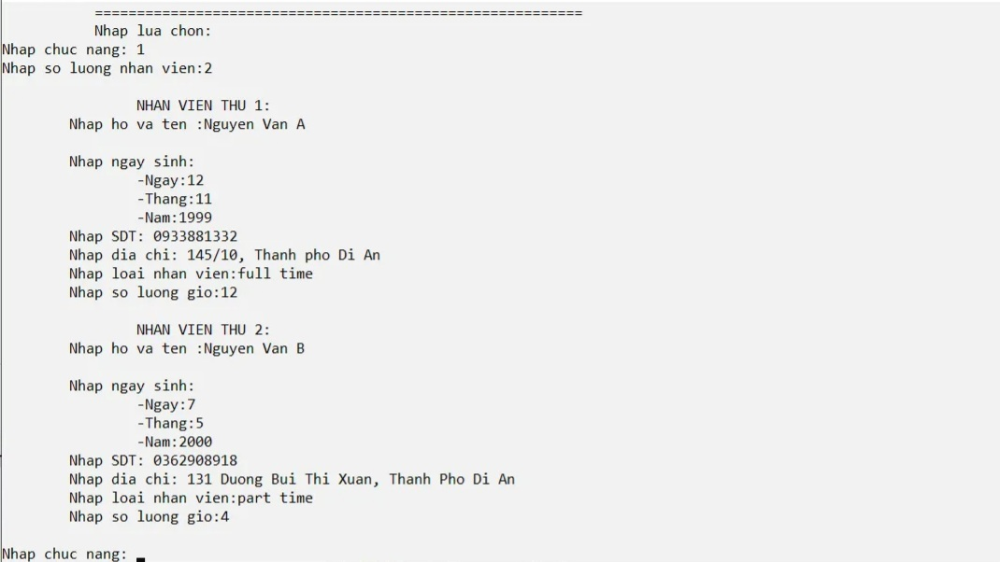 ==========================================================
Nhap lua chon:
Nhap chuc nang: 1
Nhap so luong nhan vien:2
NHAN VIEN THU 1:
Nhap ho va ten :Nguyen Van A
Nhap ngay sinh:
-Ngay:12
-Thang:11
-Nam:1999
Nhap SDT: 0933881332
Nhap dia chi: 145/10, Thanh pho Di An
Nhap loai nhan vien:full time
Nhap so luong gio:12
NHAN VIEN THU 2:
Nhap ho va ten :Nguyen Van B
Nhap ngay sinh:
-Ngay:7
-Thang:5
-Nam:2000
Nhap SDT: 0362908918
Nhap dia chi: 131 Duong Bui Thi Xuan, Thanh Pho Di An
Nhap loai nhan vien:part time
Nhap so luong gio:4
Nhap chuc nang: